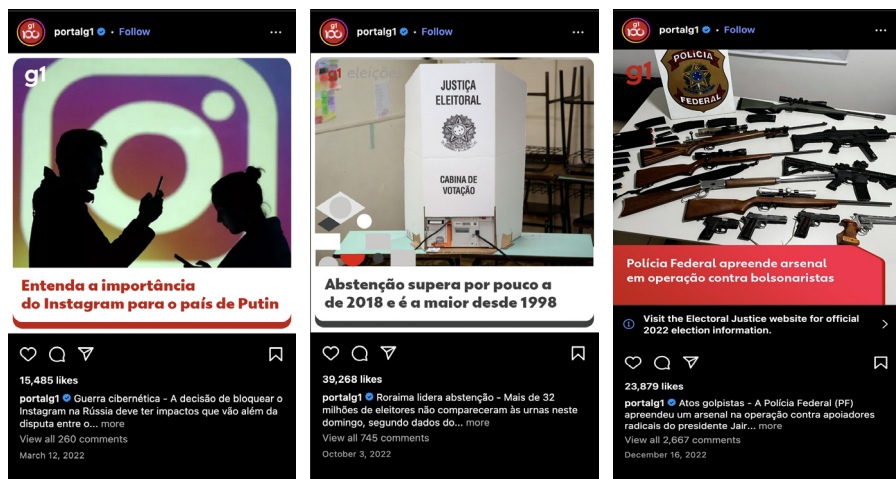 g1
100
portalg1 • Follow
g1
Entenda a importância
do Instagram para o país de Putin
15,485 likes
portalg1 Guerra cibernética - A decisão de bloquear o
Instagram na Rússia deve ter impactos que vão além da
disputa entre o... more
View all 260 comments
March 12, 2022
g1
100
portalg1 • Follow
g1 eleições
JUSTIÇA
ELEITORAL
CABINA DE
VOTAÇÃO
Abstenção supera por pouco a
de 2018 e é a maior desde 1998
39,268 likes
portalg1 Roraima lidera abstenção - Mais de 32
milhões de eleitores não compareceram às urnas neste
domingo, segundo dados do... more
View all 745 comments
October 3, 2022
g1
100
portalg1 • Follow
g1
POLÍCIA
FEDERAL
Polícia Federal apreende arsenal
em operação contra bolsonaristas
Visit the Electoral Justice website for official
2022 election information.
23,879 likes
portalg1 Atos golpistas - A Polícia Federal (PF)
apreendeu um arsenal na operação contra apoiadores
radicais do presidente Jair... more
View all 2,667 comments
December 16, 2022